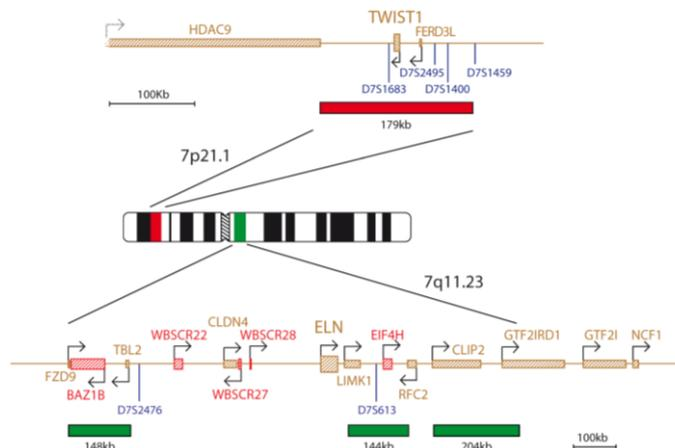 TWIST1
HDAC9
FERD3L
D7S2495
D7S1459
D7S1683
D7S1400
100Kb
179kb
7p21.1
7q11.23
CLDN4
ELN
WBSCR22
WBSCR28
EIF4H
GTF2IRD1
GTF2I
NCF1
TBL2
CLIP2
FZD9
LIMK1
BAZ1B
WBSCR27
RFC2
D7S2476
D7S613
148kb
144kb
204kb
100kb